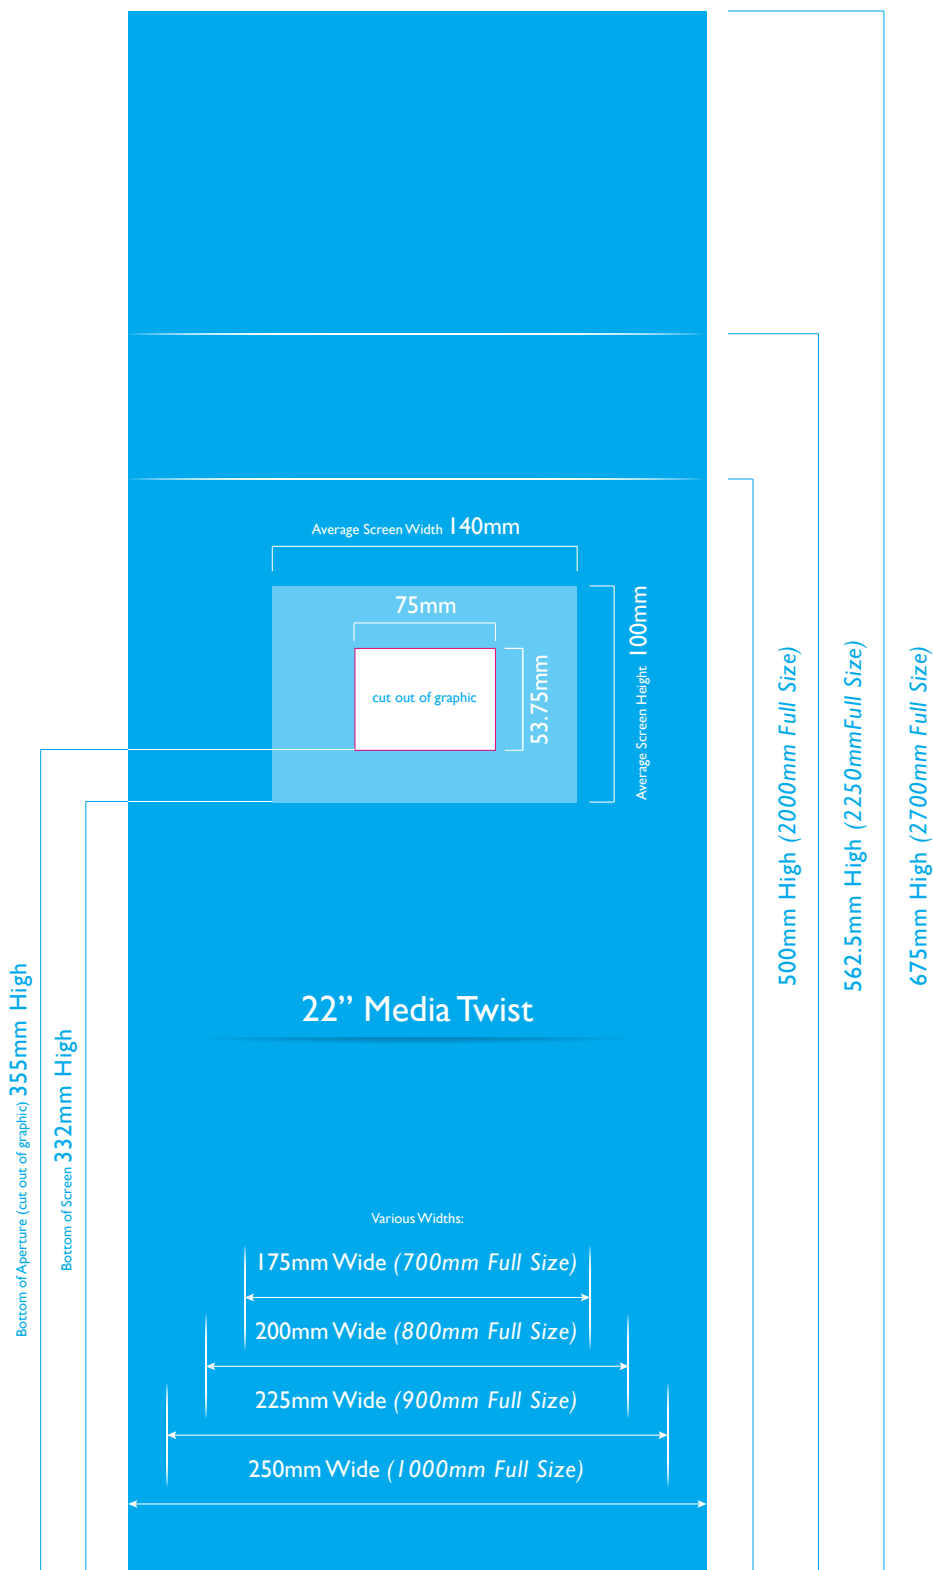 Average Screen Width 140mm
75mm
cut out of graphic
53.75mm
Average Screen Height 100mm
500mm High (2000mm Full Size)
562.5mm High (2250mmFull Size)
675mm High (2700mm Full Size)
Bottom of Aperture (cut out of graphic) 355mm High
Bottom of Screen 332mm High
22” Media Twist
Various Widths:
175mm Wide (700mm Full Size)
200mm Wide (800mm Full Size)
225mm Wide (900mm Full Size)
250mm Wide (1000mm Full Size)